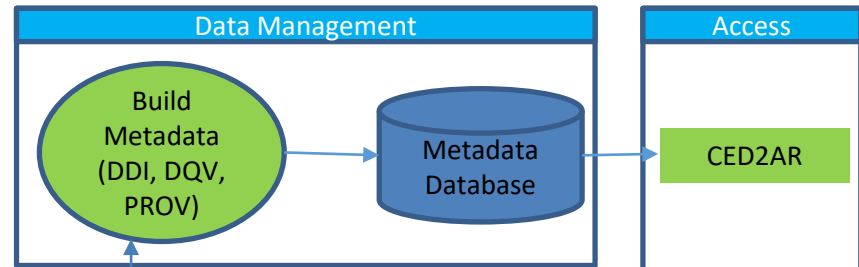 Data Management
Access
Build
Metadata
(DDI, DQV,
PROV)
Metadata
Database
CED2AR